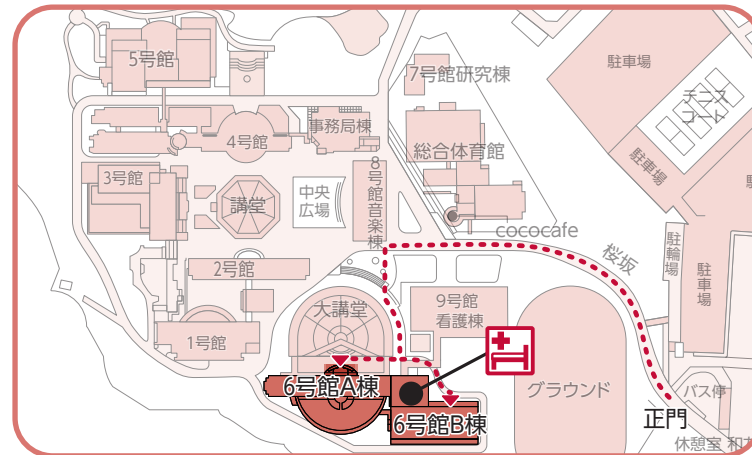 5号館
7号館研究棟
駐車場
テニス
コート
4号館
事務局棟
総合体育館
駐車場
3号館
8号館音楽棟
講堂
中央
広場
cococafe
桜坂
駐輪場
駐車場
2号館
大講堂
9号館
看護棟
1号館
6号館A棟
グラウンド
バス停
正門
6号館B棟
休憩室